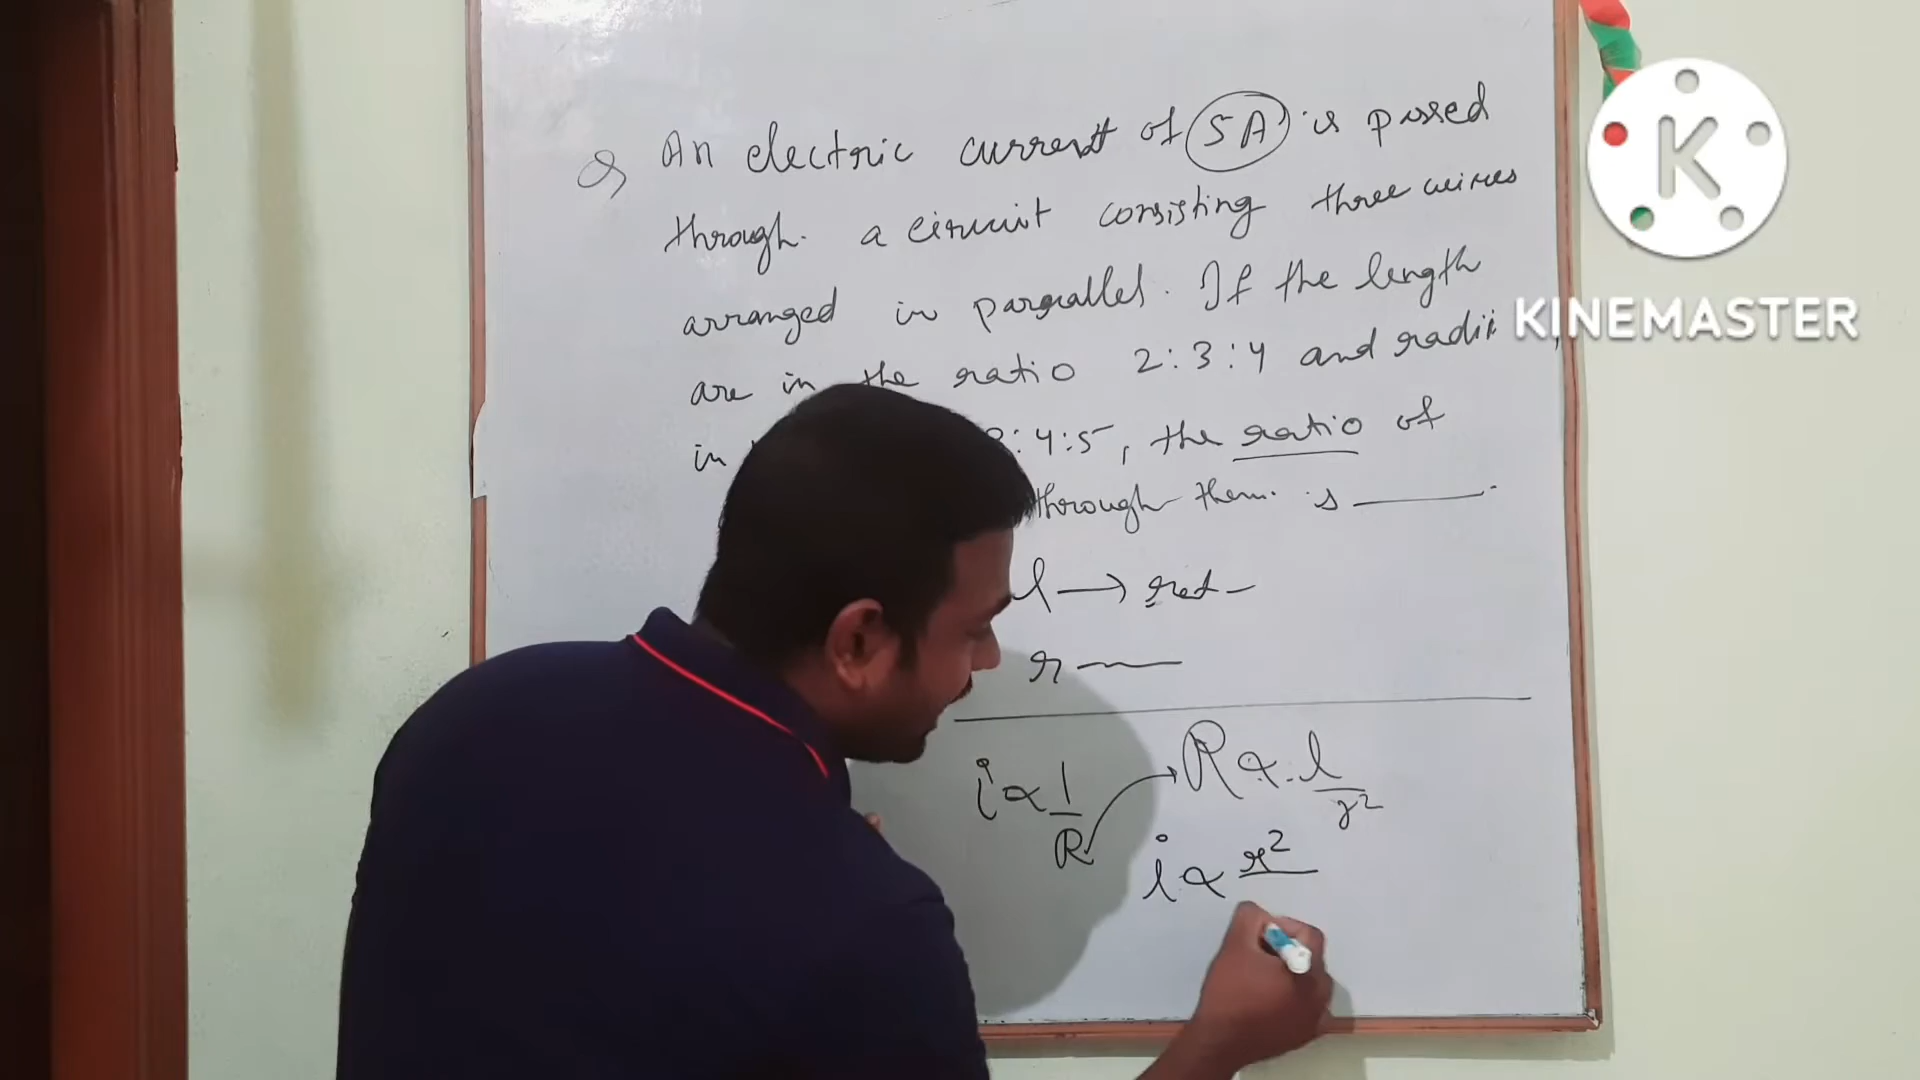 Q An electric current of 5A is passed
through a circuit consisting three wires
arranged in parallel. If the length
are in the ratio 2:3:4 and radii
in :4:5, the ratio of
through them is
l → rat
r
i ∝ 1/R R ∝ l/r²
i ∝ r²
K
KINEMASTER